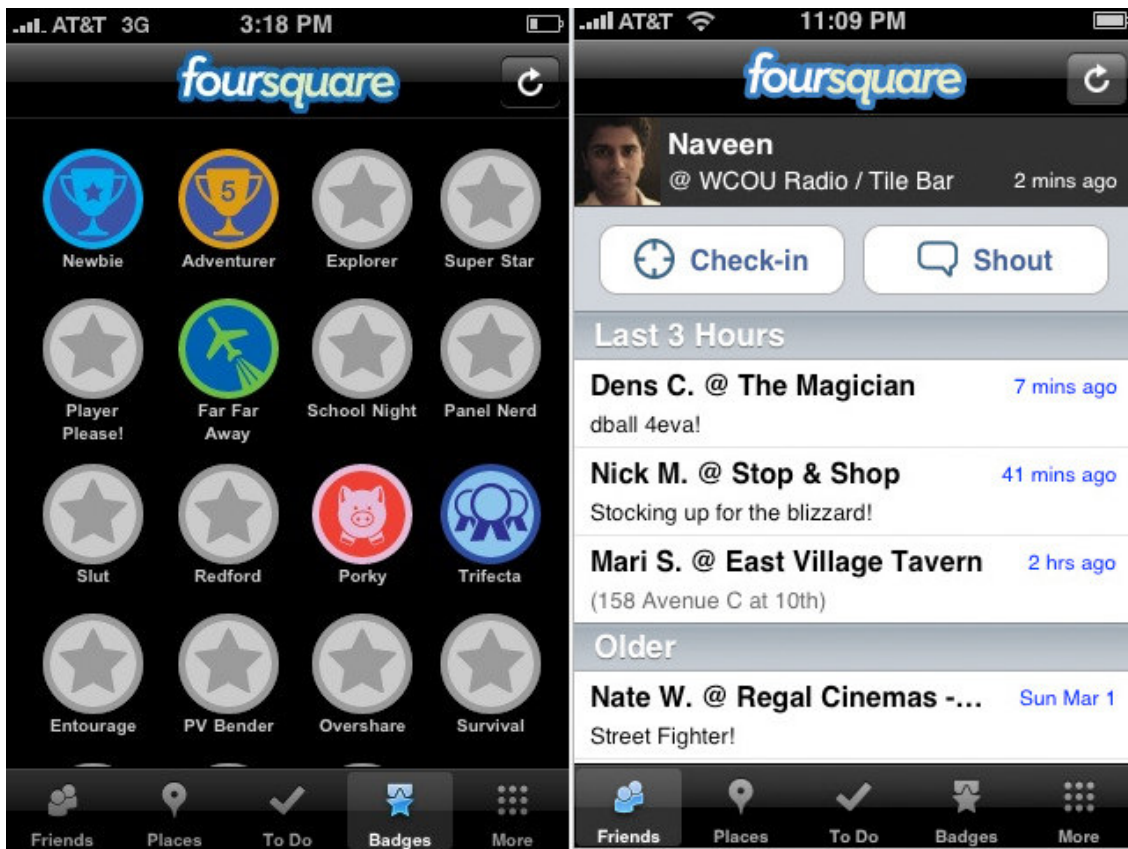 AT&T 3G 3:18 PM
foursquare
5
Newbie Adventurer Explorer Super Star
Player Please! Far Far Away School Night Panel Nerd
Slut Redford Porky Trifecta
Entourage PV Bender Overshare Survival
Friends Places To Do Badges More
AT&T 11:09 PM
foursquare
Naveen
@ WCOU Radio / Tile Bar 2 mins ago
Check-in Shout
Last 3 Hours
Dens C. @ The Magician 7 mins ago
dball 4eva!
Nick M. @ Stop & Shop 41 mins ago
Stocking up for the blizzard!
Mari S. @ East Village Tavern 2 hrs ago
(158 Avenue C at 10th)
Older
Nate W. @ Regal Cinemas -... Sun Mar 1
Street Fighter!
Friends Places To Do Badges More